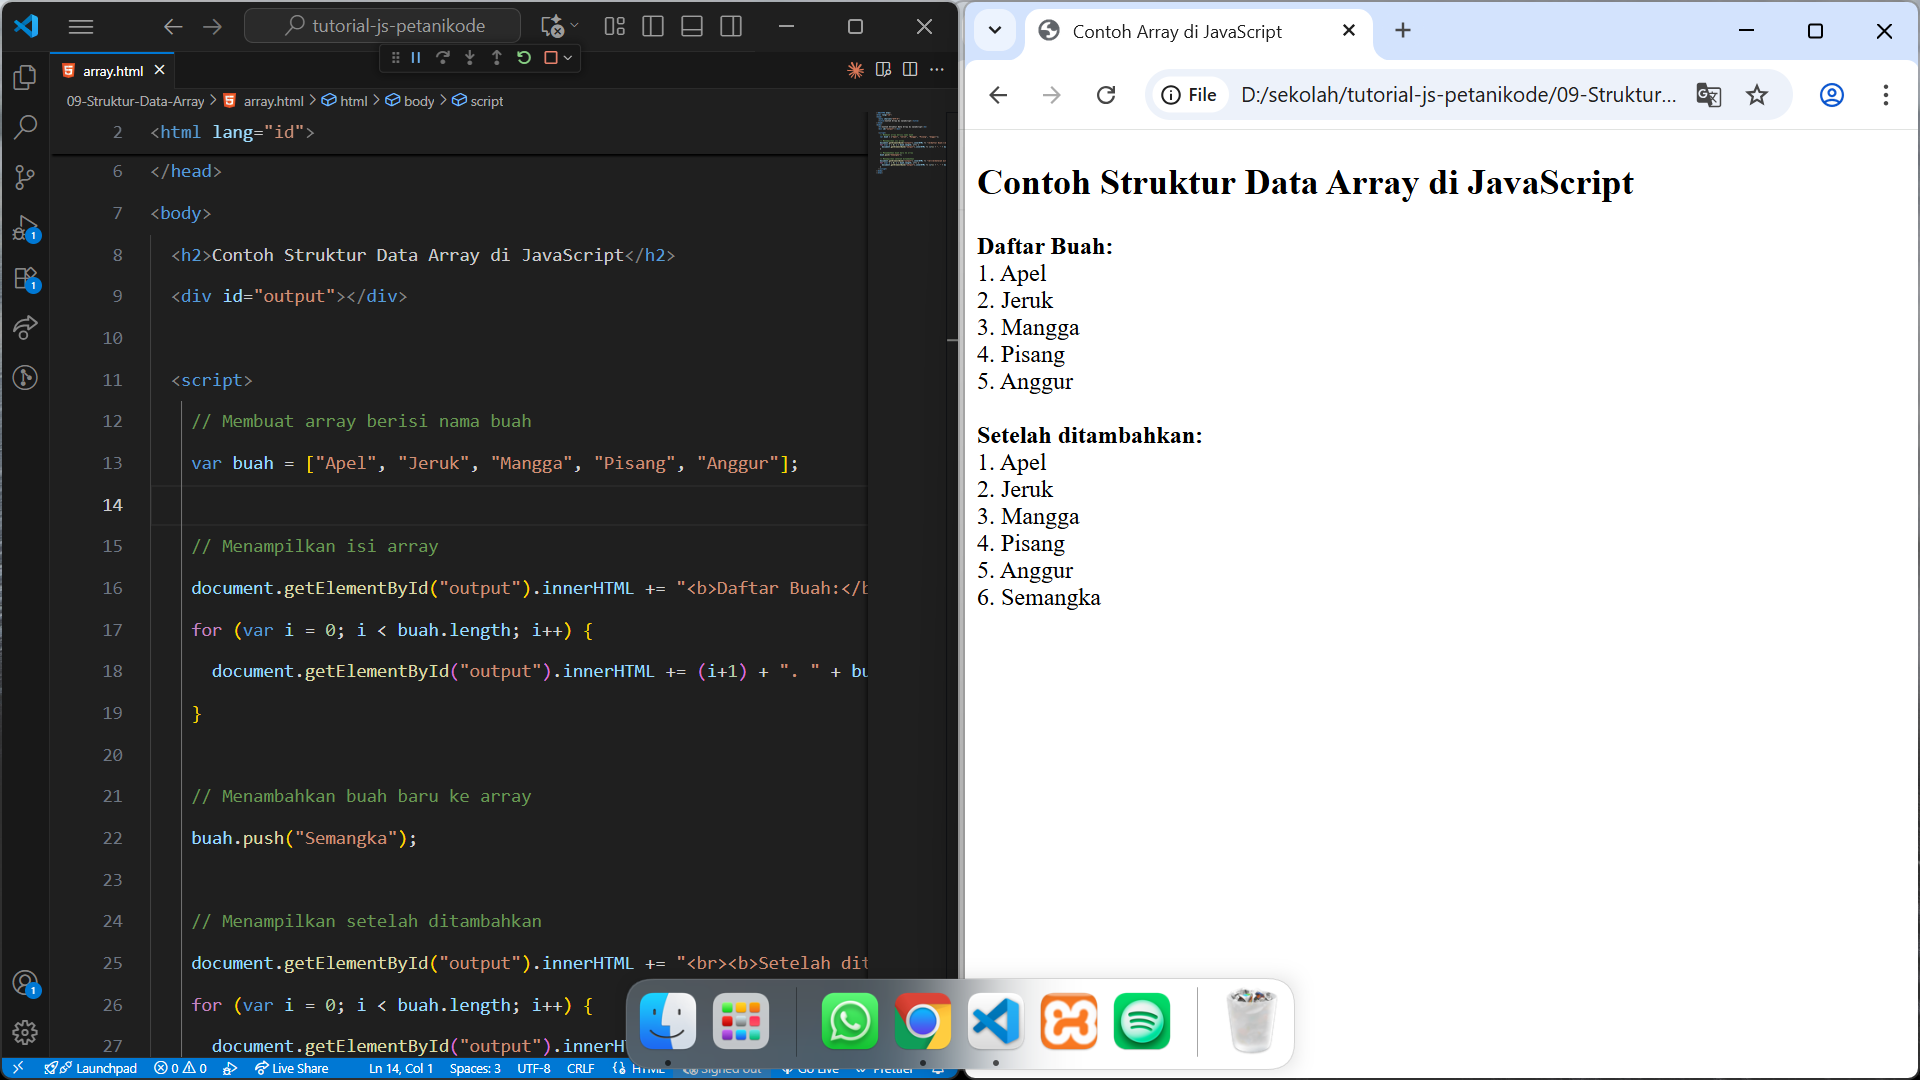 tutorial-js-petanikode
array.html
09-Struktur-Data-Array > array.html > html > body > script
2 <html lang="id">
6 </head>
7 <body>
8 <h2>Contoh Struktur Data Array di JavaScript</h2>
9 <div id="output"></div>
10
11 <script>
12 // Membuat array berisi nama buah
13 var buah = ["Apel", "Jeruk", "Mangga", "Pisang", "Anggur"];
14
15 // Menampilkan isi array
16 document.getElementById("output").innerHTML += "<b>Daftar Buah:</b
17 for (var i = 0; i < buah.length; i++) {
18 document.getElementById("output").innerHTML += (i+1) + ". " + bu
19 }
20
21 // Menambahkan buah baru ke array
22 buah.push("Semangka");
23
24 // Menampilkan setelah ditambahkan
25 document.getElementById("output").innerHTML += "<br><b>Setelah dit
26 for (var i = 0; i < buah.length; i++) {
27 document.getElementById("output").innerH
1
1
1
Launchpad 0 0 Live Share Ln 14, Col 1 Spaces: 3 UTF-8 CRLF {} HTML Signed out Go Live Prettier
Contoh Array di JavaScript
File D:/sekolah/tutorial-js-petanikode/09-Struktur...
Contoh Struktur Data Array di JavaScript
Daftar Buah:
1. Apel
2. Jeruk
3. Mangga
4. Pisang
5. Anggur
Setelah ditambahkan:
1. Apel
2. Jeruk
3. Mangga
4. Pisang
5. Anggur
6. Semangka